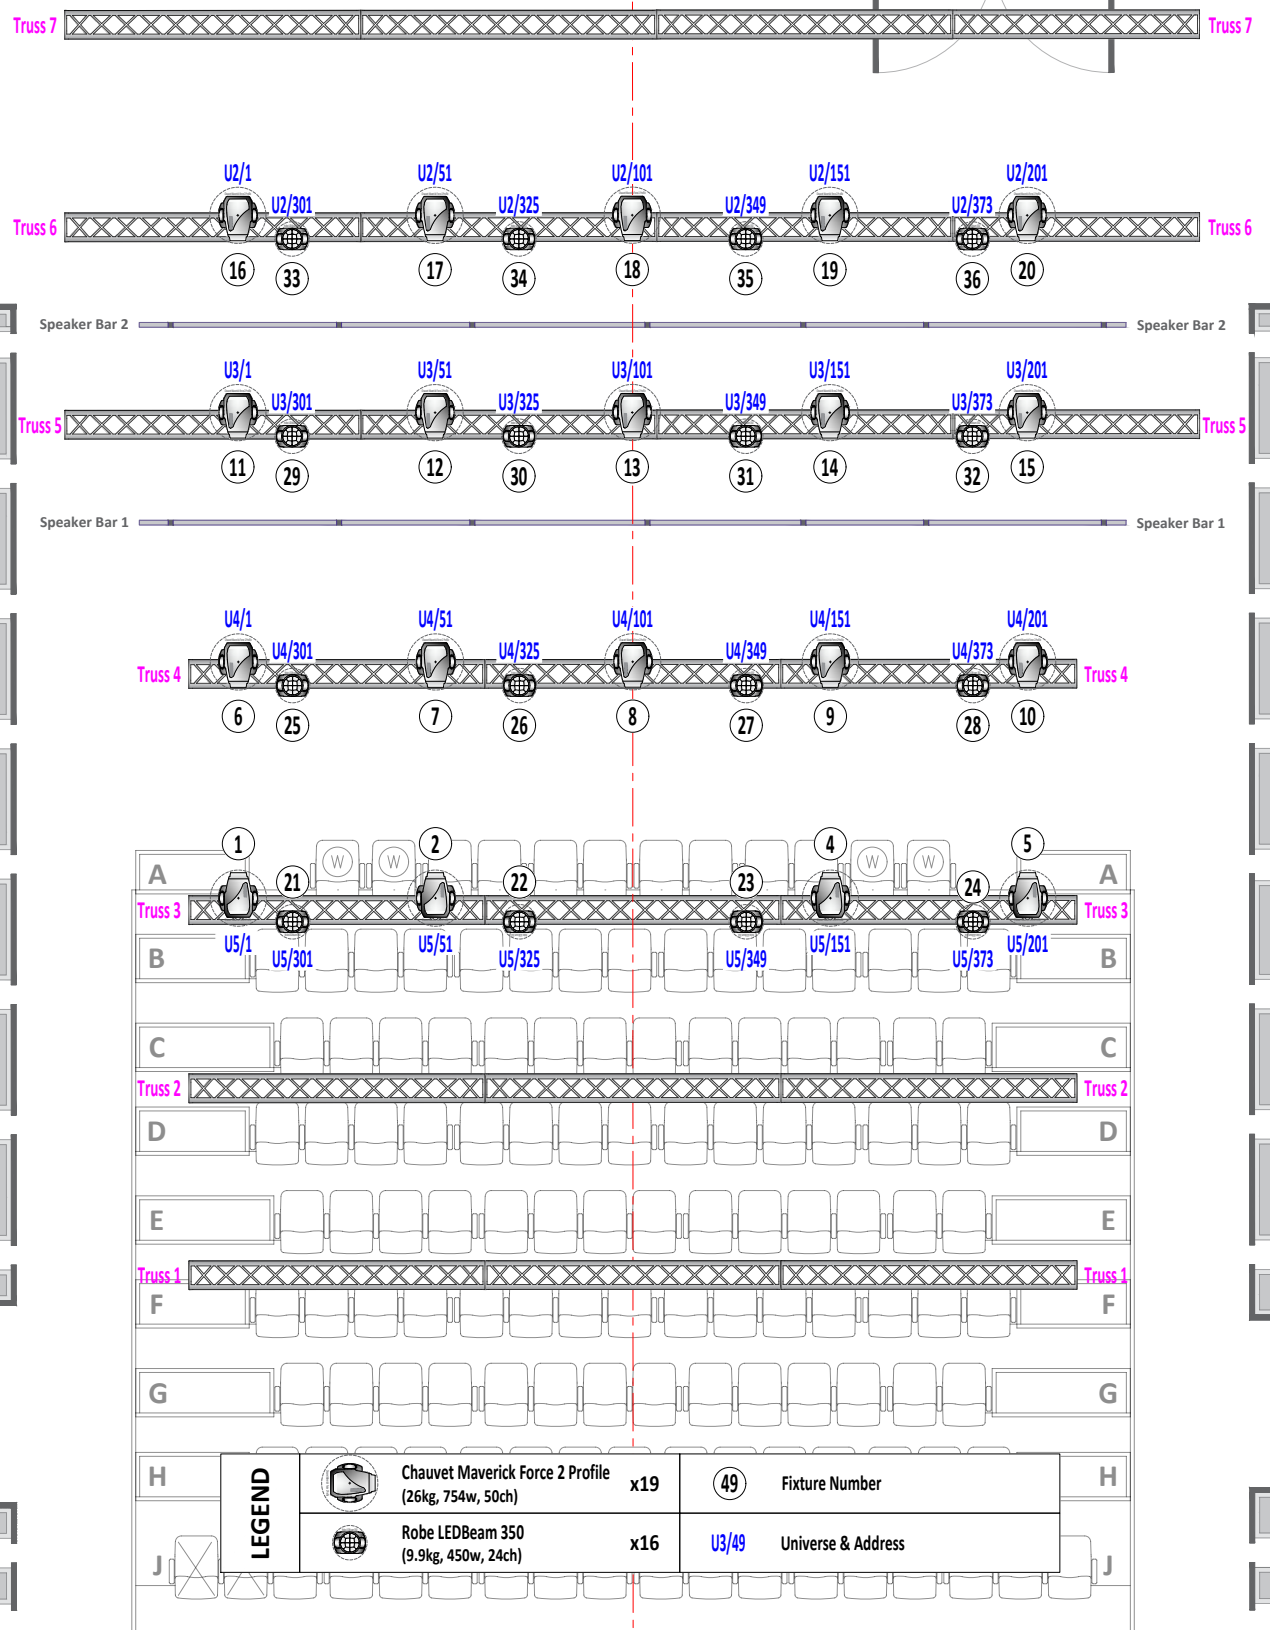 Truss 7 Truss 7
U2/1 U2/51 U2/101 U2/151 U2/201
U2/301 U2/325 U2/349 U2/373
Truss 6 Truss 6
16 33 17 34 18 35 19 36 20
Speaker Bar 2 Speaker Bar 2
U3/1 U3/51 U3/101 U3/151 U3/201
U3/301 U3/325 U3/349 U3/373
Truss 5 Truss 5
11 29 12 30 13 31 14 32 15
Speaker Bar 1 Speaker Bar 1
U4/1 U4/51 U4/101 U4/151 U4/201
U4/301 U4/325 U4/349 U4/373
Truss 4 Truss 4
6 25 7 26 8 27 9 28 10
1 2 4 5
W W W W
A 21 22 23 24 A
Truss 3 Truss 3
U5/1 U5/51 U5/151 U5/201
B U5/301 U5/325 U5/349 U5/373 B
C C
Truss 2 Truss 2
D D
E E
Truss 1 Truss 1
F F
G G
H H
LEGEND
Chauvet Maverick Force 2 Profile x19
(26kg, 754w, 50ch)
49 Fixture Number
Robe LEDBeam 350 x16
(9.9kg, 450w, 24ch)
U3/49 Universe & Address
J J